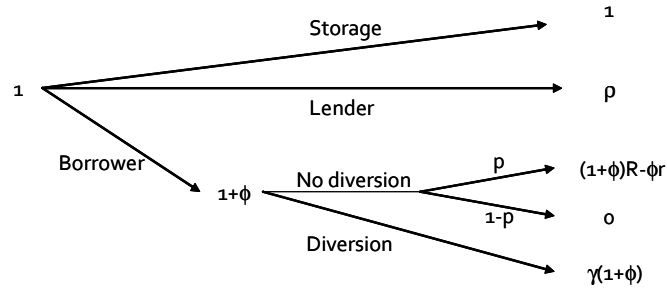 1
Storage
1
ρ
Lender
Borrower
1+ϕ
No diversion
p
(1+ϕ)R-ϕr
1-p
0
Diversion
γ(1+ϕ)